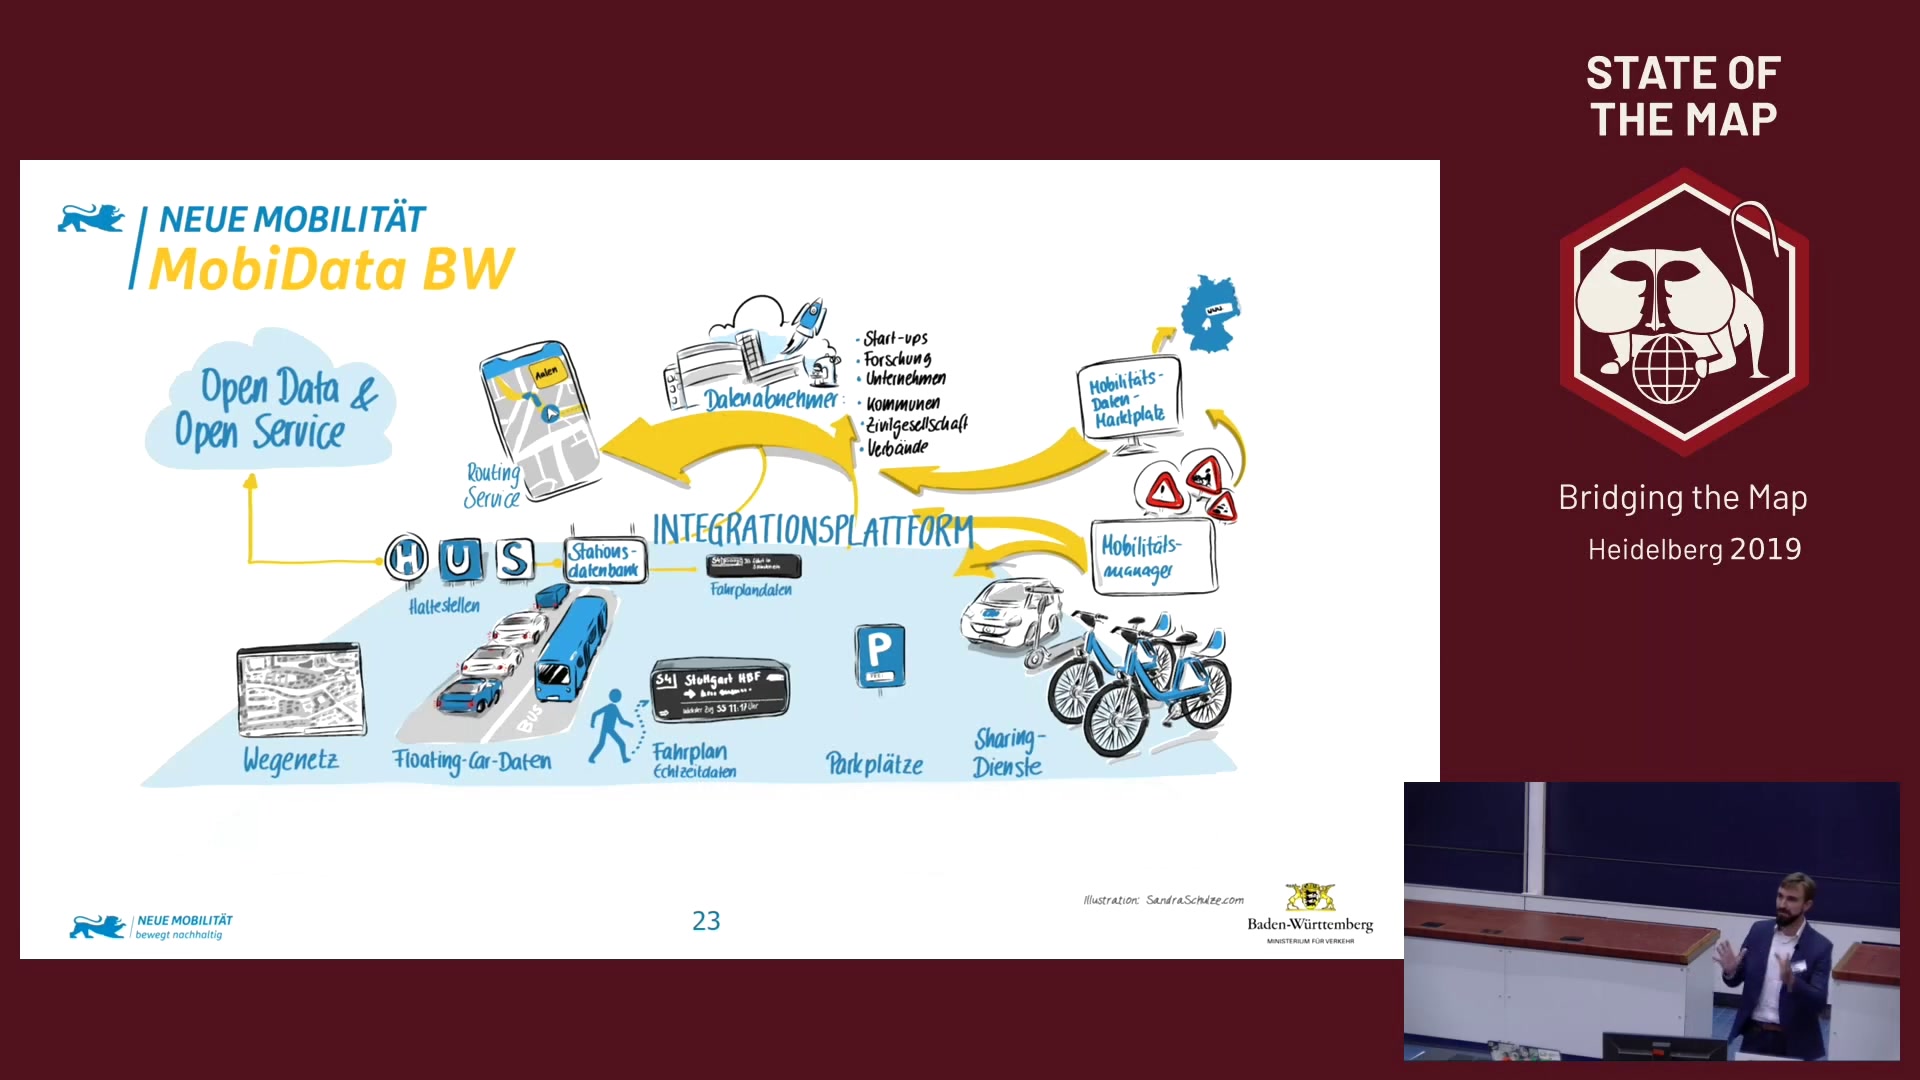 STATE OF
THE MAP
Bridging the Map
Heidelberg 2019
NEUE MOBILITÄT
MobiData BW
Open Data &
Open Service
Routing
Service
Aalen
Datenabnehmer:
· Start-ups
· Forschung
· Unternehmen
· Kommunen
· Zivilgesellschaft
· Verbände
Mobilitäts-
Daten-
Marktplatz
INTEGRATIONSPLATTFORM
H U S
Haltestellen
Stations-
datenbank
Fahrplandaten
Mobilitäts-
manager
Wegenetz
Floating-Car-Daten
BUS
S4 Stuttgart HBF
Fahrplan
Echtzeitdaten
P
Parkplätze
Sharing-
Dienste
Illustration: SandraSchulze.com
NEUE MOBILITÄT
bewegt nachhaltig
23
Baden-Württemberg
MINISTERIUM FÜR VERKEHR